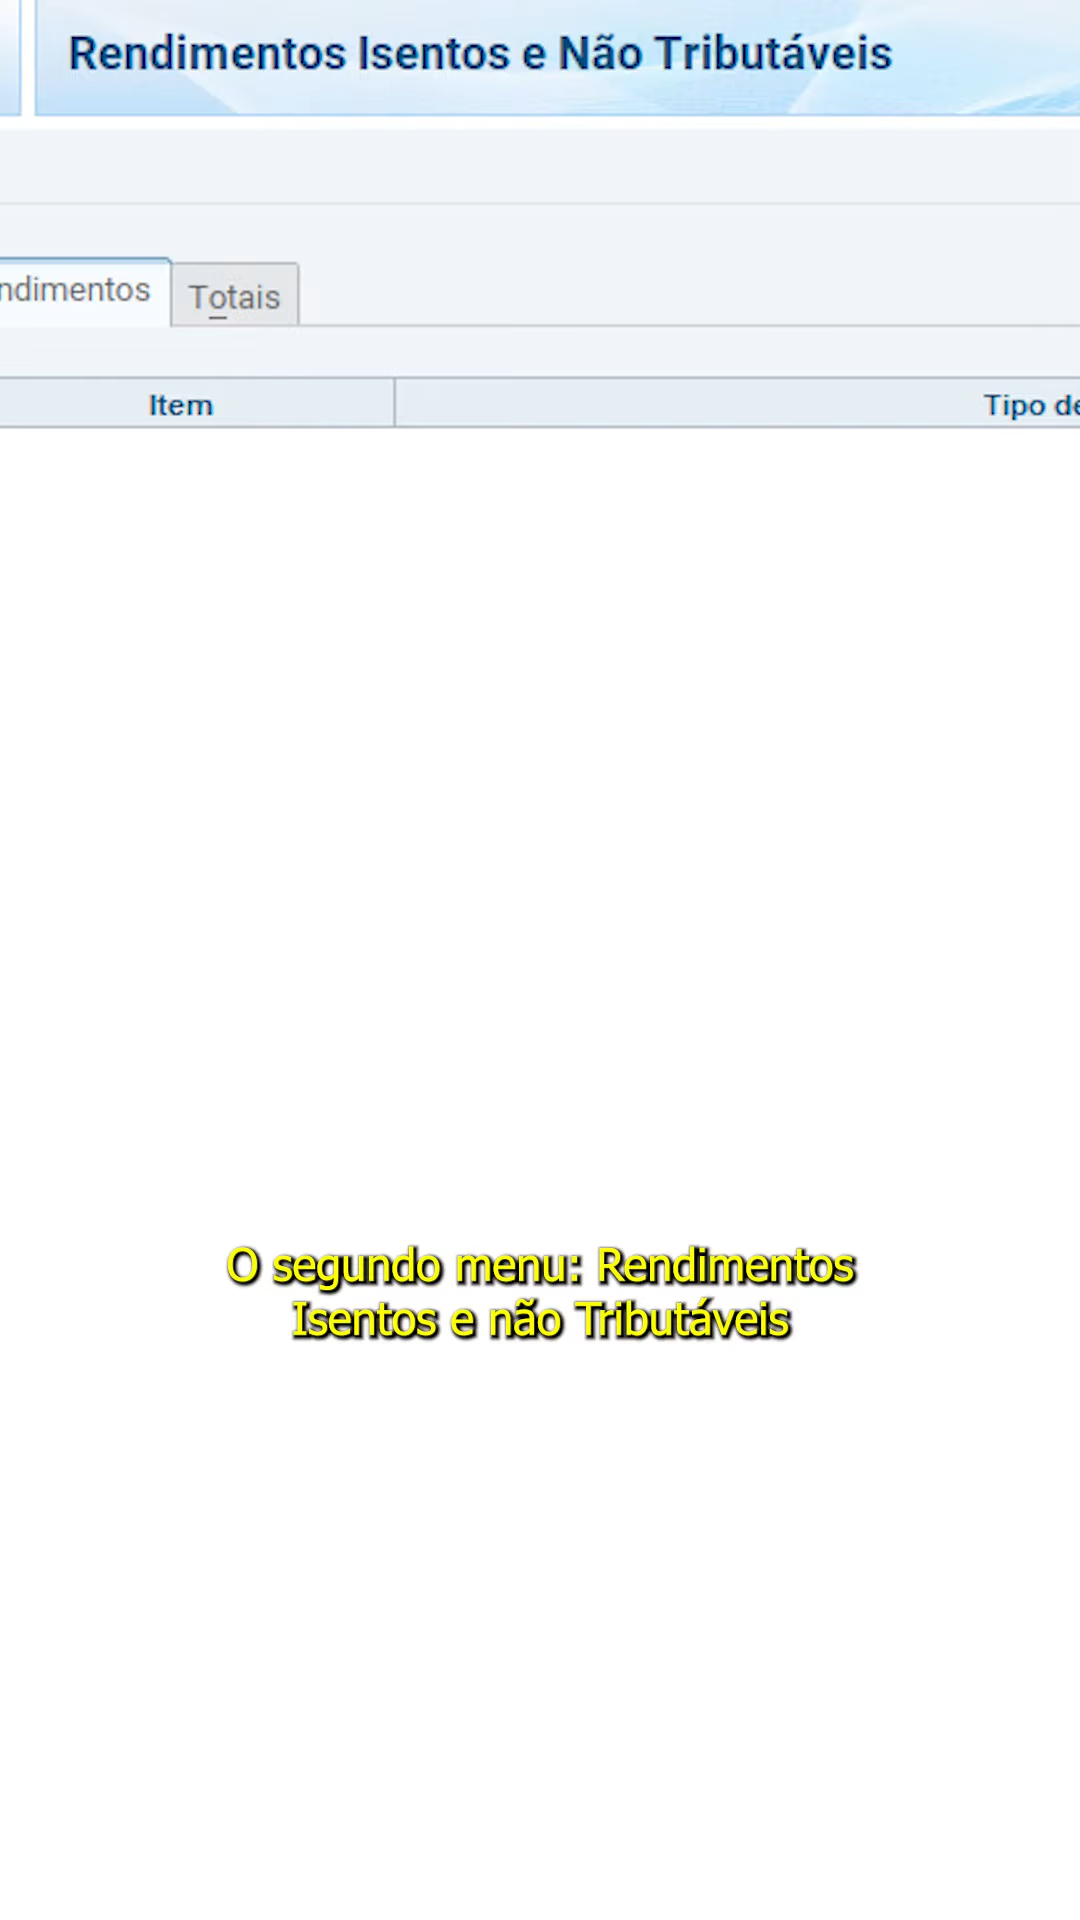 Rendimentos Isentos e Não Tributáveis
ndimentos
Totais
Item
Tipo de
O segundo menu: Rendimentos
Isentos e não Tributáveis